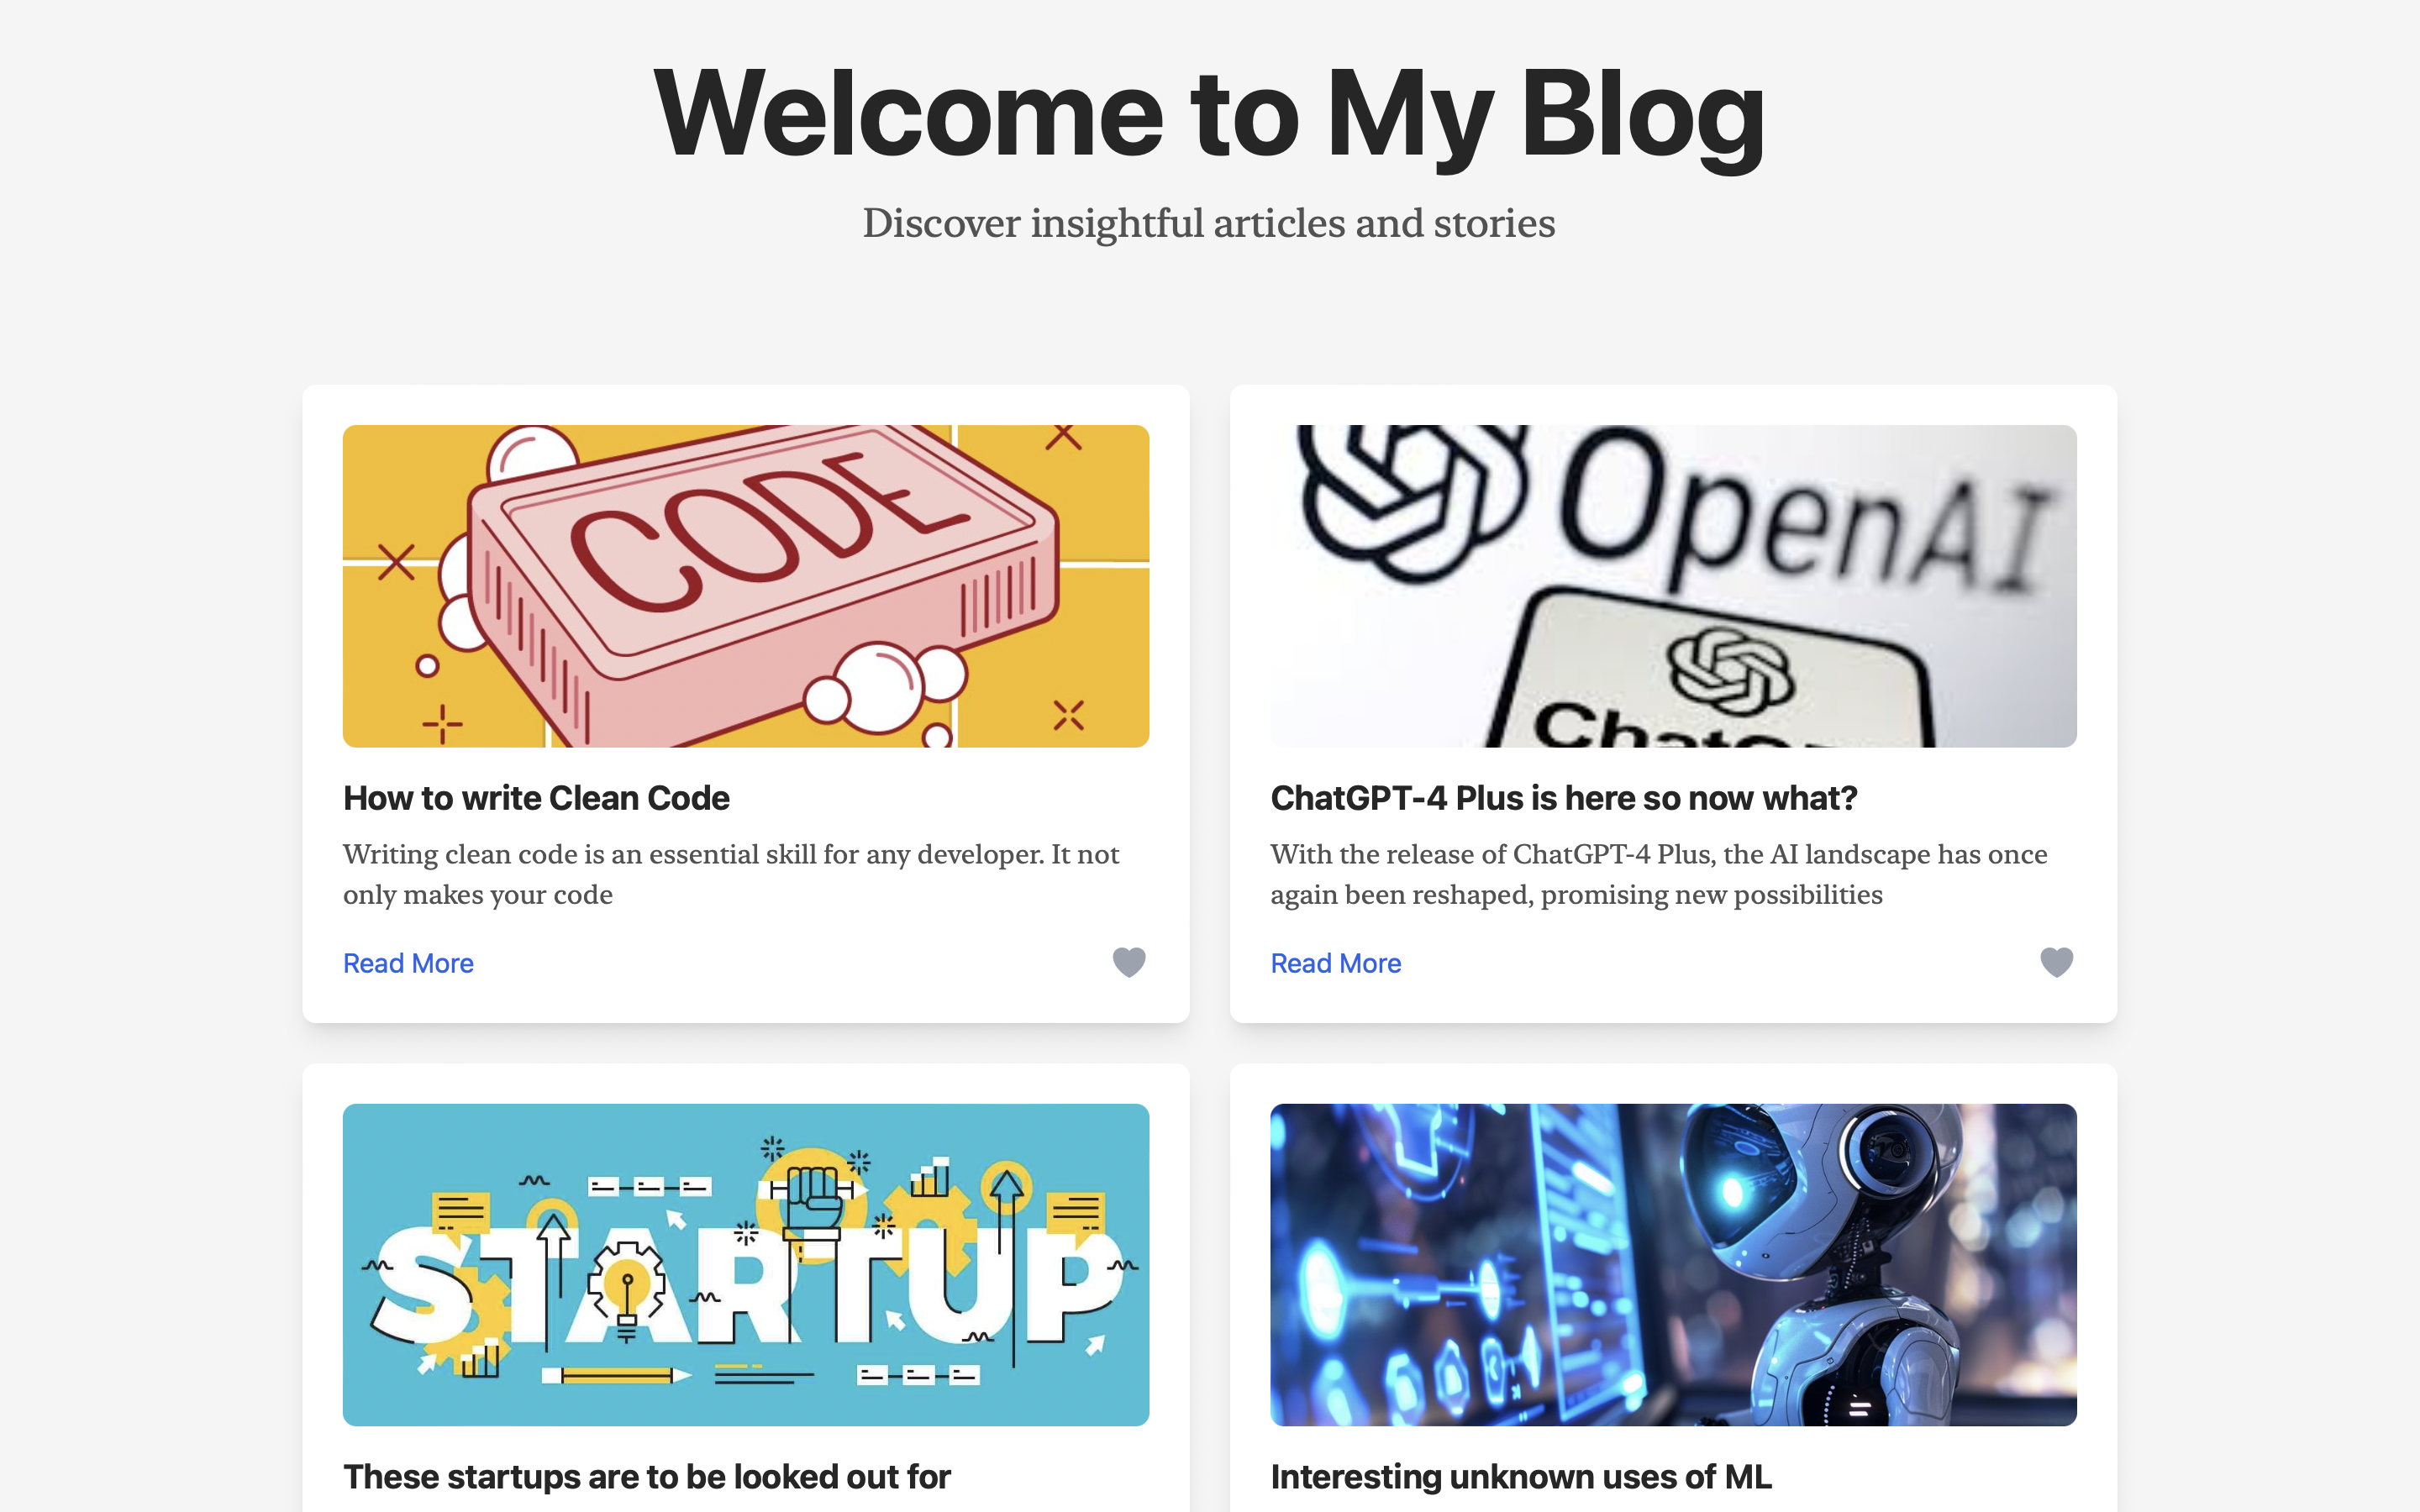 Welcome to My Blog
Discover insightful articles and stories
CODE
OpenAI
How to write Clean Code
Writing clean code is an essential skill for any developer. It not
only makes your code
Read More
ChatGPT-4 Plus is here so now what?
With the release of ChatGPT-4 Plus, the AI landscape has once
again been reshaped, promising new possibilities
Read More
STARTUP
These startups are to be looked out for
Interesting unknown uses of ML